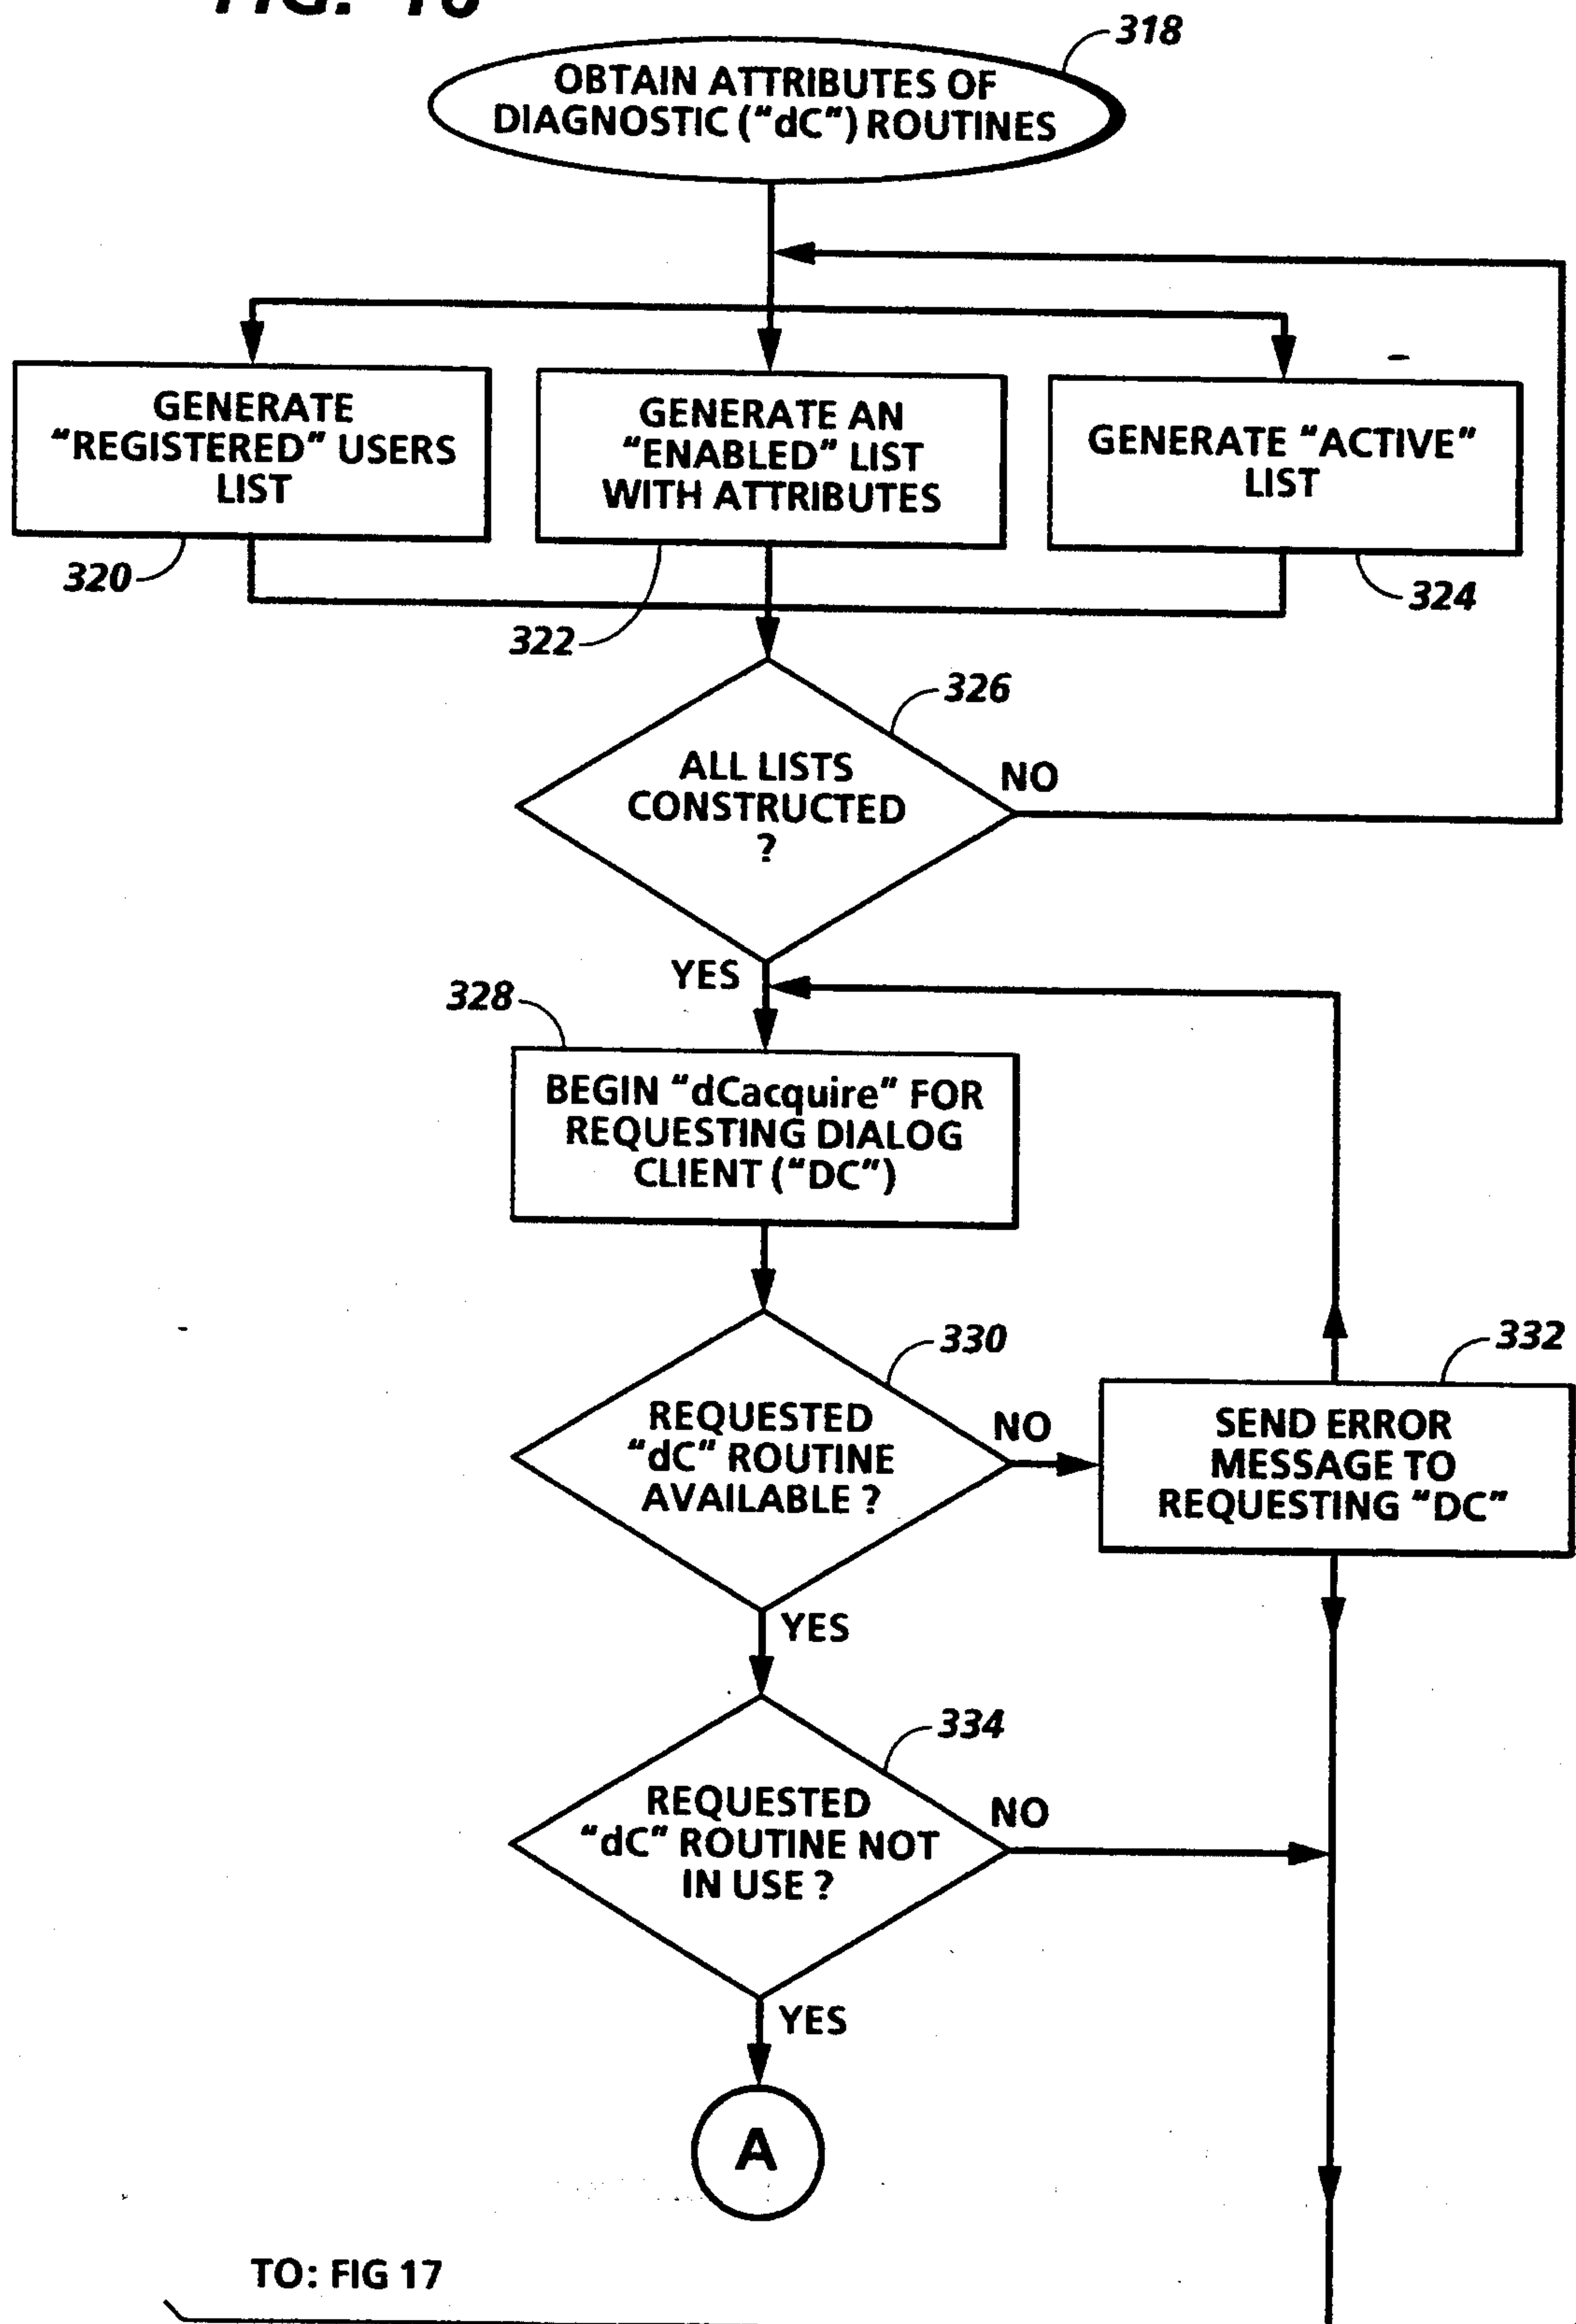 FIG. 16
318
OBTAIN ATTRIBUTES OF
DIAGNOSTIC ("dC") ROUTINES
GENERATE
"REGISTERED" USERS
LIST
GENERATE AN
"ENABLED" LIST
WITH ATTRIBUTES
GENERATE "ACTIVE"
LIST
320
322
324
326
ALL LISTS
CONSTRUCTED
?
NO
YES
328
BEGIN "dCacquire" FOR
REQUESTING DIALOG
CLIENT ("DC")
330
332
REQUESTED
"dC" ROUTINE
AVAILABLE ?
NO
SEND ERROR
MESSAGE TO
REQUESTING "DC"
YES
334
REQUESTED
"dC" ROUTINE NOT
IN USE ?
NO
YES
A
TO: FIG 17